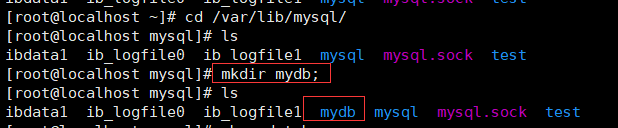 [root@localhost ~]# cd /var/lib/mysql/
[root@localhost mysql]# ls
ibdata1 ib_logfile0 ib_logfile1 mysql mysql.sock test
[root@localhost mysql]# mkdir mydb;
[root@localhost mysql]# ls
ibdata1 ib_logfile0 ib_logfile1 mydb mysql mysql.sock test